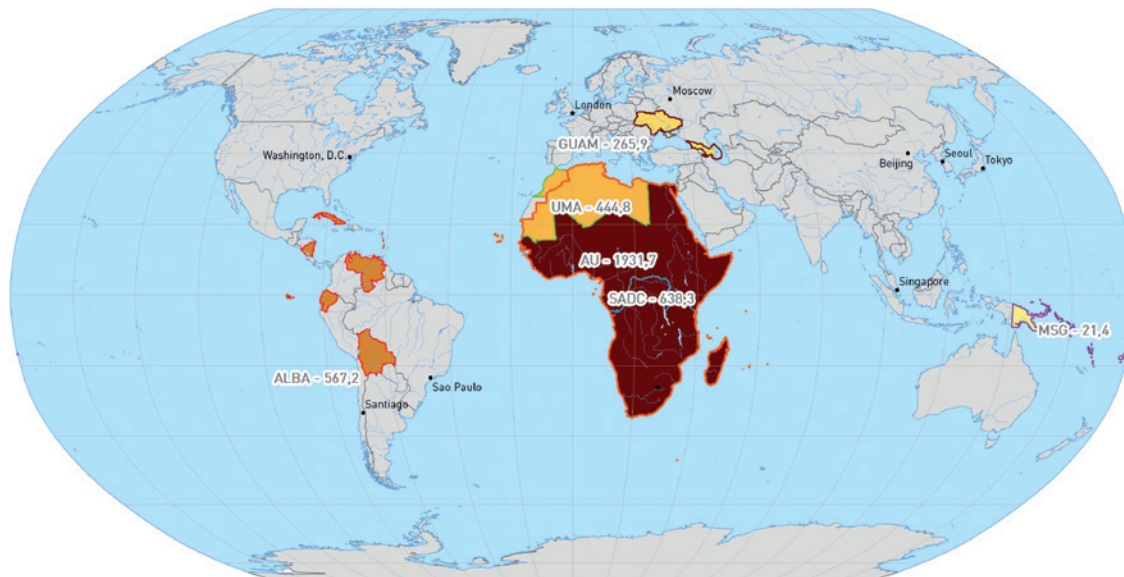 Moscow
London
GUAM - 265,9
Washington, D.C.
Beijing
Seoul
Tokyo
UMA - 444,8
AU - 1931,7
SADC - 638,3
Singapore
MSG - 21,4
ALBA - 567,2
Sao Paulo
Santiago